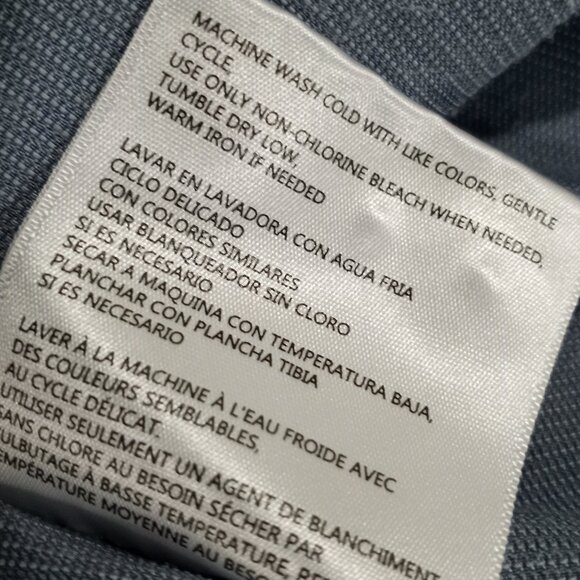 MACHINE WASH COLD WITH LIKE COLORS, GENTLE
CYCLE
USE ONLY NON-CHLORINE BLEACH WHEN NEEDED,
TUMBLE DRY LOW.
WARM IRON IF NEEDED
LAVAR EN LAVADORA CON AGUA FRIA
CICLO DELICADO
CON COLORES SIMILARES
USAR BLANQUEADOR SIN CLORO
SI ES NECESARIO
SECAR A MAQUINA CON TEMPERATURA BAJA,
PLANCHAR CON PLANCHA TIBIA
SI ES NECESARIO
LAVER À LA MACHINE À L'EAU FROIDE AVEC
DES COULEURS SEMBLABLES,
AU CYCLE DÉLICAT.
UTILISER SEULEMENT UN AGENT DE BLANCHIMENT
SANS CHLORE AU BESOIN SÉCHER PAR
CULBUTAGE À BASSE TEMPERATURE,
TEMPÉRATURE MOYENNE AU BESOIN